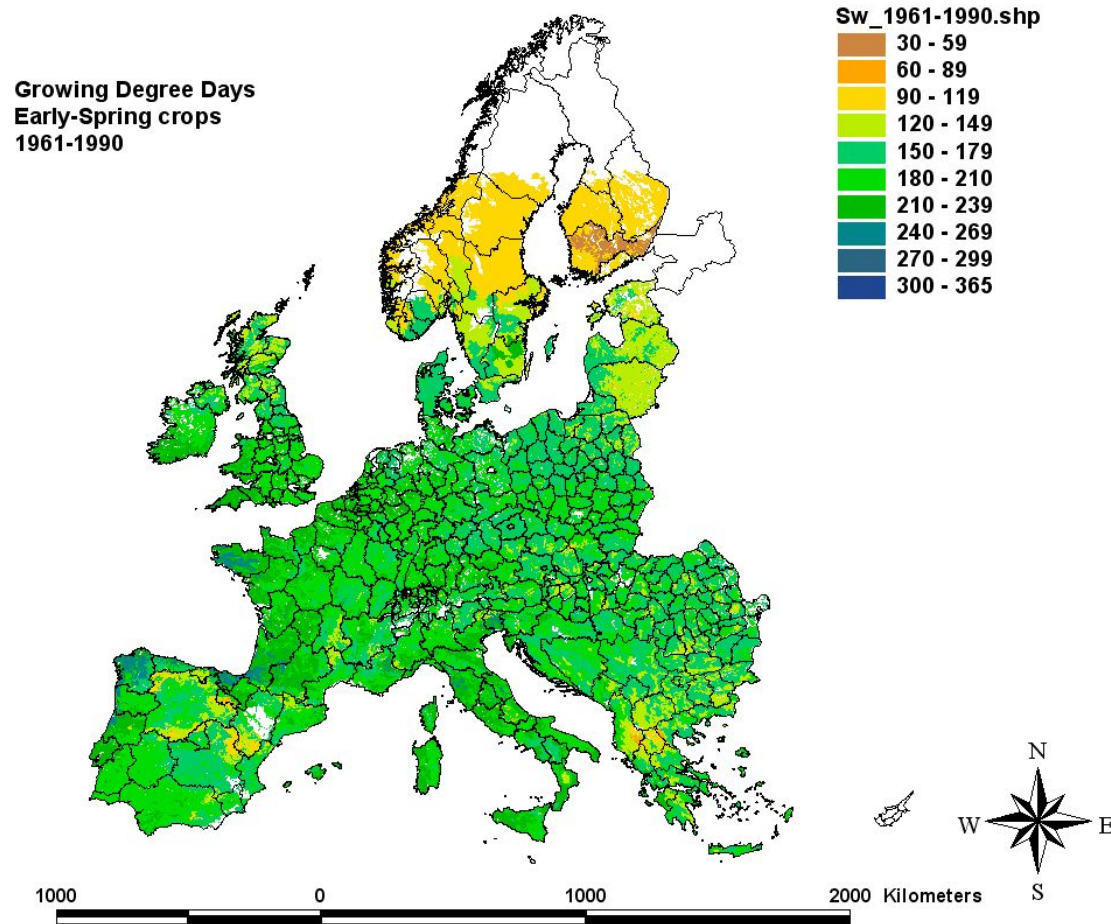 Growing Degree Days
Early-Spring crops
1961-1990
Sw_1961-1990.shp
30 - 59
60 - 89
90 - 119
120 - 149
150 - 179
180 - 210
210 - 239
240 - 269
270 - 299
300 - 365
N
W
E
S
1000
0
1000
2000 Kilometers